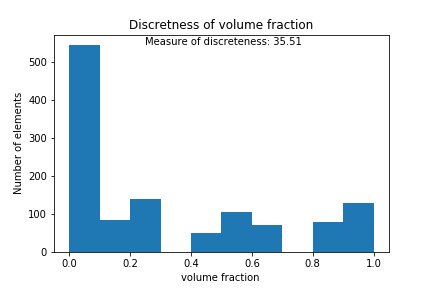 Discretness of volume fraction
Measure of discreteness: 35.51
500
400
300
200
100
0
Number of elements
0.0 0.2 0.4 0.6 0.8 1.0
volume fraction